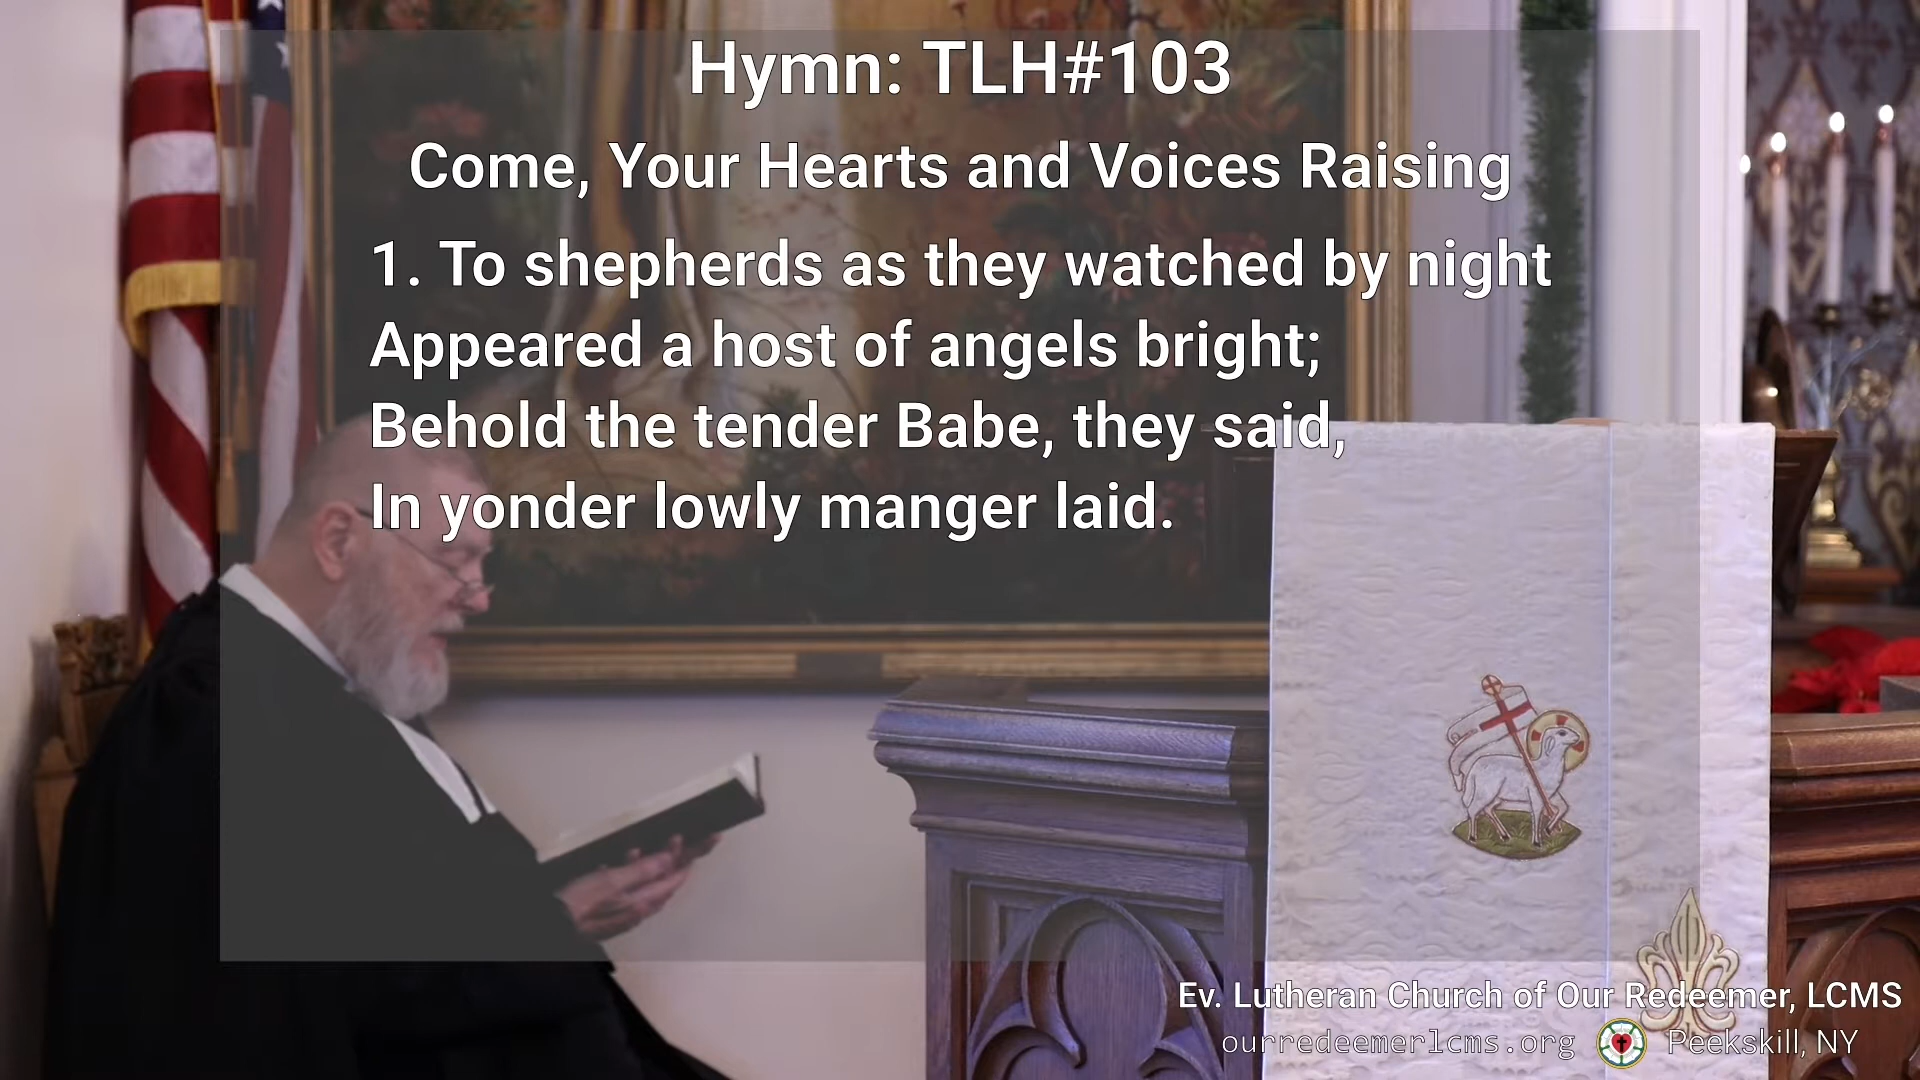 Hymn: TLH#103
Come, Your Hearts and Voices Raising
1. To shepherds as they watched by night
Appeared a host of angels bright;
Behold the tender Babe, they said,
In yonder lowly manger laid.
Ev. Lutheran Church of Our Redeemer, LCMS
ourredeemerlcms.org Peekskill, NY